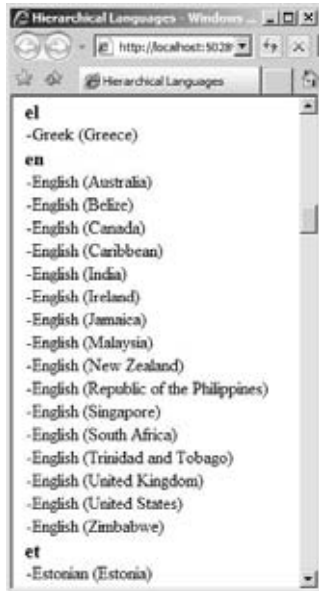 Hierarchical Languages - Windows ...
http://localhost:5028
Hierarchical Languages
el
-Greek (Greece)
en
-English (Australia)
-English (Belize)
-English (Canada)
-English (Caribbean)
-English (India)
-English (Ireland)
-English (Jamaica)
-English (Malaysia)
-English (New Zealand)
-English (Republic of the Philippines)
-English (Singapore)
-English (South Africa)
-English (Trinidad and Tobago)
-English (United Kingdom)
-English (United States)
-English (Zimbabwe)
et
-Estonian (Estonia)